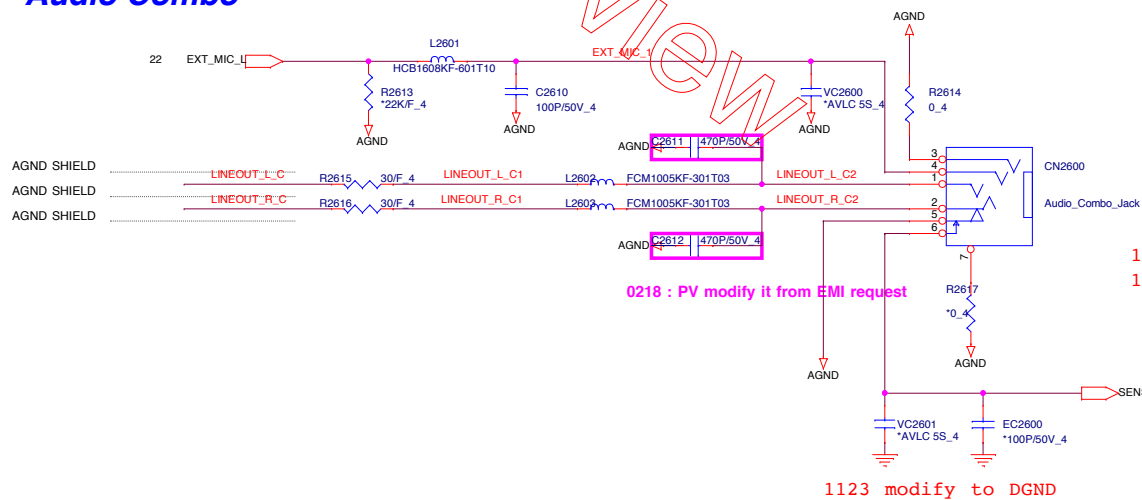 Audio Combo
AGND
22 EXT_MIC_L
L2601
HCB1608KF-601T10
EXT_MIC_1
view
R2613
*22K/F_4
AGND
C2610
100P/50V_4
AGND
VC2600
*AVLC 5S_4
AGND
R2614
0_4
AGND C2611 470P/50V_4
AGND SHIELD
LINEOUT_L_C R2615 30/F_4 LINEOUT_L_C1 L2602 FCM1005KF-301T03 LINEOUT_L_C2
AGND SHIELD
LINEOUT_R_C R2616 30/F_4 LINEOUT_R_C1 L2603 FCM1005KF-301T03 LINEOUT_R_C2
AGND SHIELD
3
4
1
2
5
6
7
CN2600
Audio_Combo_Jack
AGND C2612 470P/50V_4
0218 : PV modify it from EMI request
1
1
R2617
*0_4
AGND
AGND
SEN
VC2601
*AVLC 5S_4
EC2600
*100P/50V_4
1123 modify to DGND